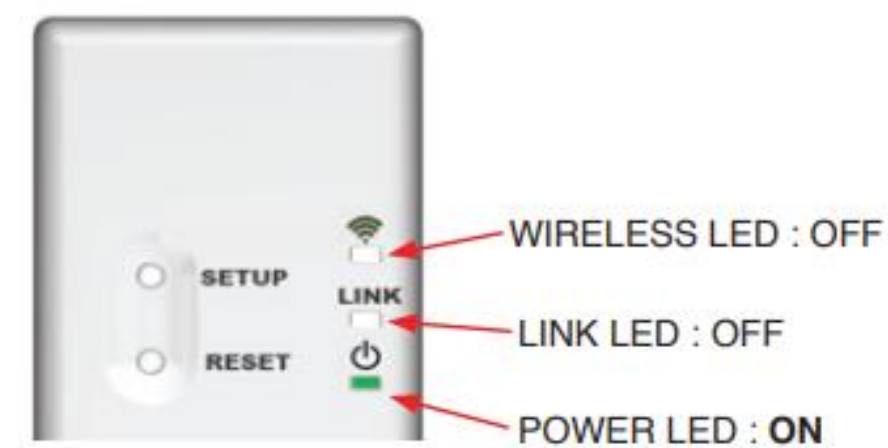 WIRELESS LED : OFF
SETUP
LINK
LINK LED : OFF
RESET
POWER LED : ON